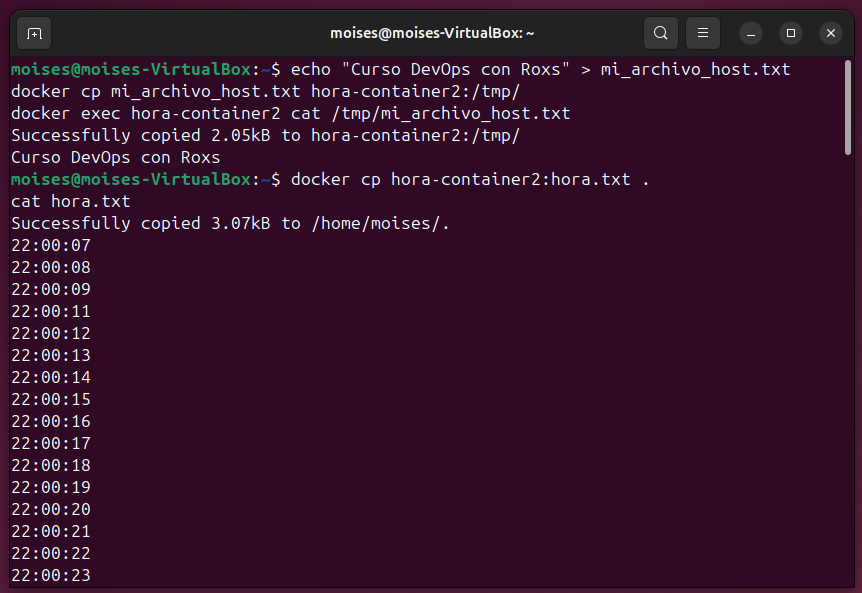 moises@moises-VirtualBox: ~
moises@moises-VirtualBox:~$ echo "Curso DevOps con Roxs" > mi_archivo_host.txt
docker cp mi_archivo_host.txt hora-container2:/tmp/
docker exec hora-container2 cat /tmp/mi_archivo_host.txt
Successfully copied 2.05kB to hora-container2:/tmp/
Curso DevOps con Roxs
moises@moises-VirtualBox:~$ docker cp hora-container2:hora.txt .
cat hora.txt
Successfully copied 3.07kB to /home/moises/.
22:00:07
22:00:08
22:00:09
22:00:11
22:00:12
22:00:13
22:00:14
22:00:15
22:00:16
22:00:17
22:00:18
22:00:19
22:00:20
22:00:21
22:00:22
22:00:23